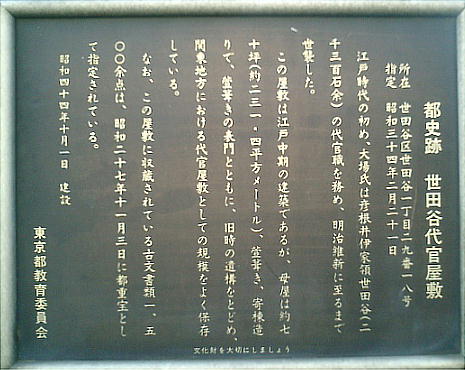 都史跡　世田谷代官屋敷
所在　世田谷区世田谷一丁目二九番一八号
指定　昭和三十四年二月二十一日
江戸時代の初め、大場氏は彦根井伊家領世田谷（二
千三百石余）の代官職を務め、明治維新に至るまで
世襲した。
この屋敷は江戸中期の建築であるが、母屋は約七
十坪（約二三一・四平方メートル）、萱葺き、寄棟造
りで、萱葺きの表門とともに、旧時の遺構をとどめ、
関東地方における代官屋敷としての規模をよく保存
している。
なお、この屋敷に収蔵されている古文書類一、五
〇〇余点は、昭和二十七年十一月三日に都重宝とし
て指定されている。
昭和四十四年十月一日　建設
東京都教育委員会
文化財を大切にしましょう